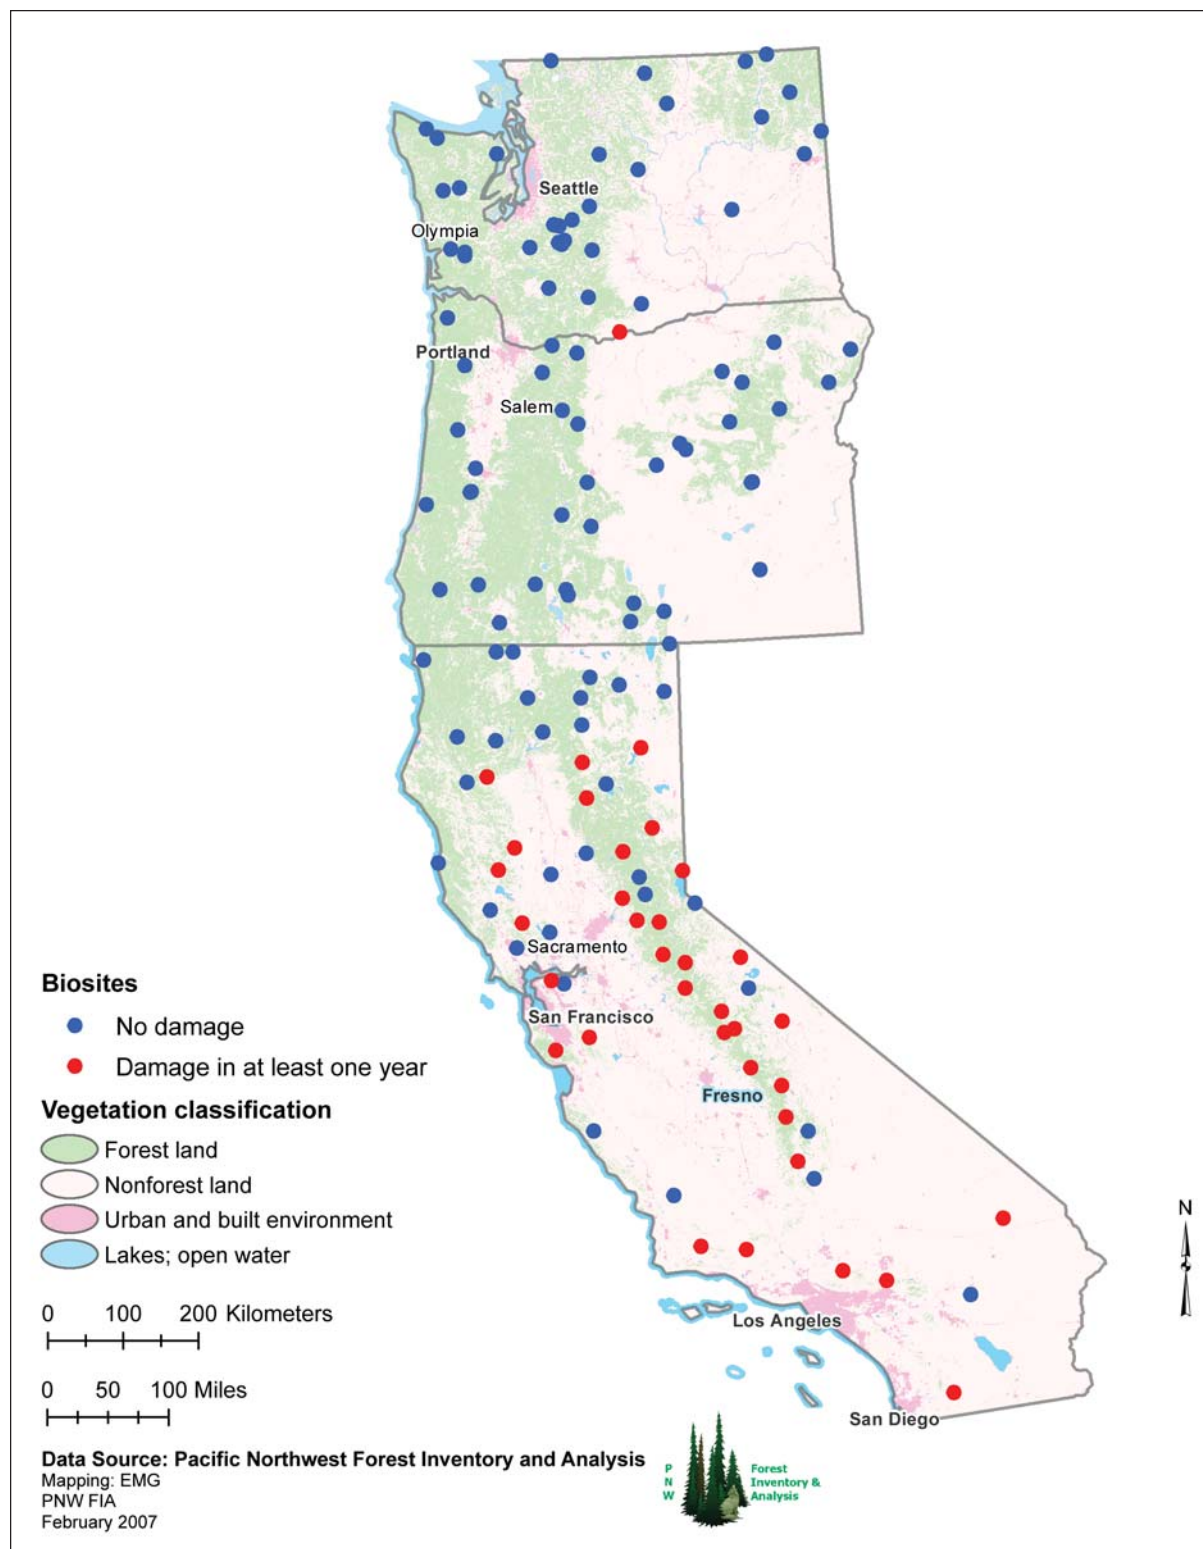 Seattle
Olympia
Portland
Salem
Sacramento
San Francisco
Fresno
Los Angeles
San Diego
Biosites
No damage
Damage in at least one year
Vegetation classification
Forest land
Nonforest land
Urban and built environment
Lakes; open water
0 100 200 Kilometers
0 50 100 Miles
N
Data Source: Pacific Northwest Forest Inventory and Analysis
Mapping: EMG
PNW FIA
February 2007
P Forest
N Inventory &
W Analysis